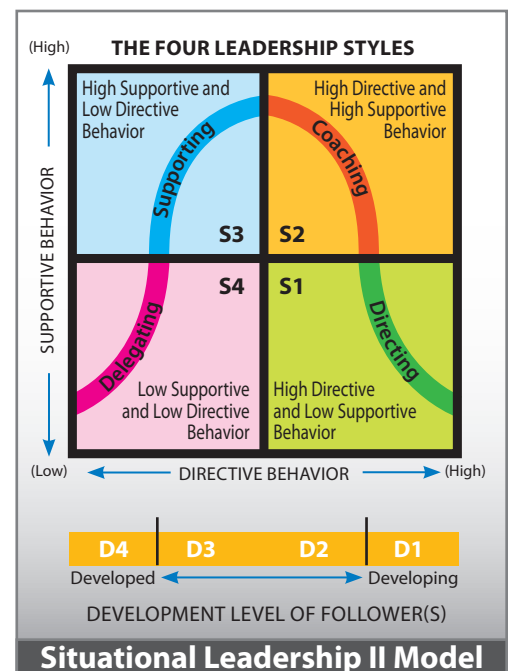 (High)
THE FOUR LEADERSHIP STYLES
High Supportive and
Low Directive
Behavior
Supporting
S3
High Directive and
High Supportive
Behavior
Coaching
S2
SUPPORTIVE BEHAVIOR
S4
Delegating
Low Supportive
and Low Directive
Behavior
S1
Directing
High Directive
and Low Supportive
Behavior
(Low)
DIRECTIVE BEHAVIOR
(High)
D4 D3 D2 D1
Developed Developing
DEVELOPMENT LEVEL OF FOLLOWER(S)
Situational Leadership II Model